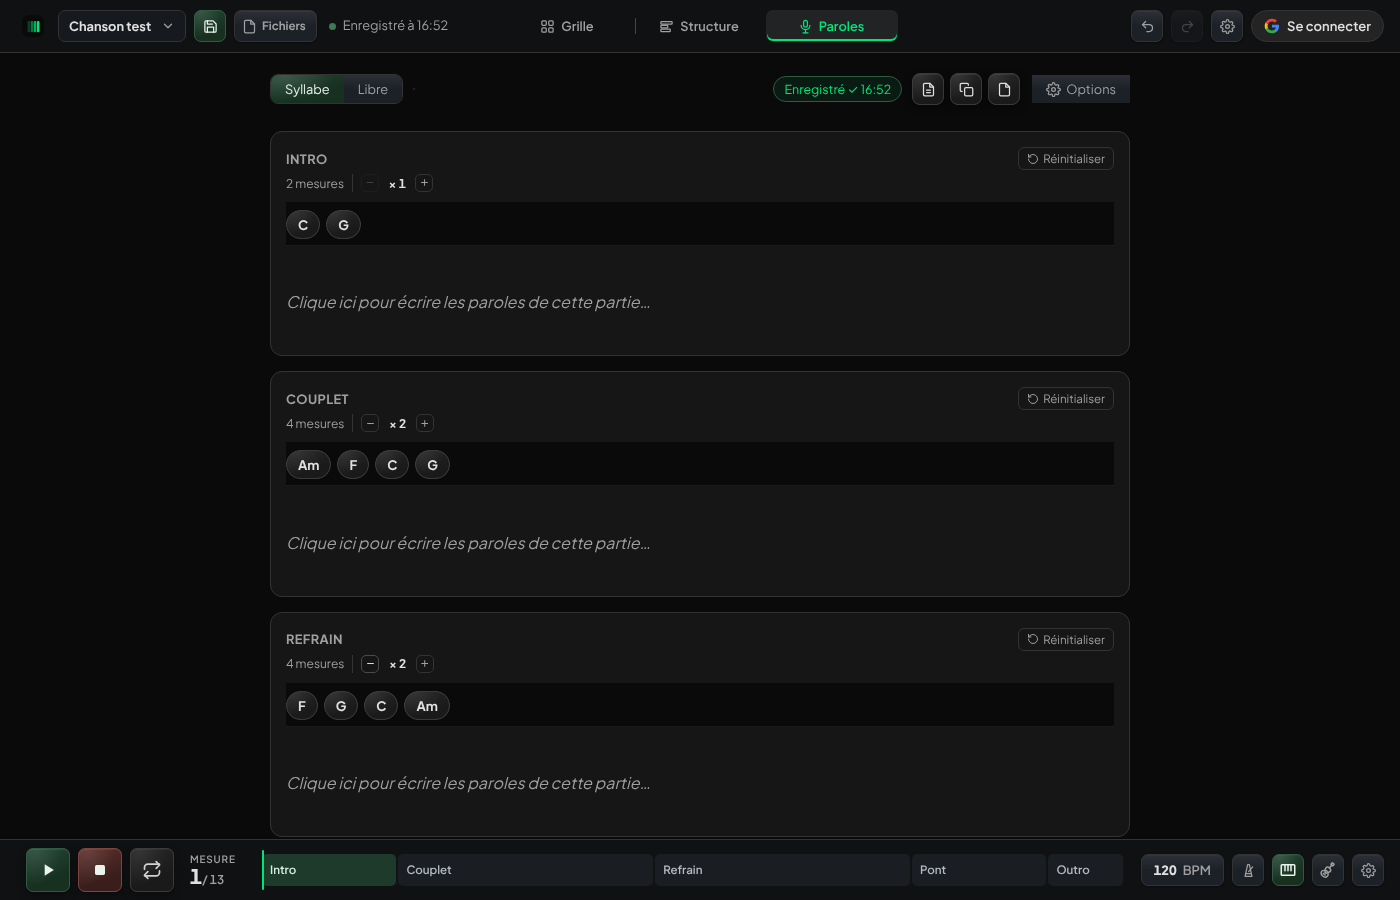 Chanson test
Fichiers
Enregistré à 16:52
Grille
Structure
Paroles
Se connecter
Syllabe
Libre
Enregistré ✓ 16:52
Options
INTRO
Réinitialiser
2 mesures
− × 1 +
C G
Clique ici pour écrire les paroles de cette partie...
COUPLET
Réinitialiser
4 mesures
− × 2 +
Am F C G
Clique ici pour écrire les paroles de cette partie...
REFRAIN
Réinitialiser
4 mesures
− × 2 +
F G C Am
Clique ici pour écrire les paroles de cette partie...
MESURE
1/ 13
Intro
Couplet
Refrain
Pont
Outro
120 BPM